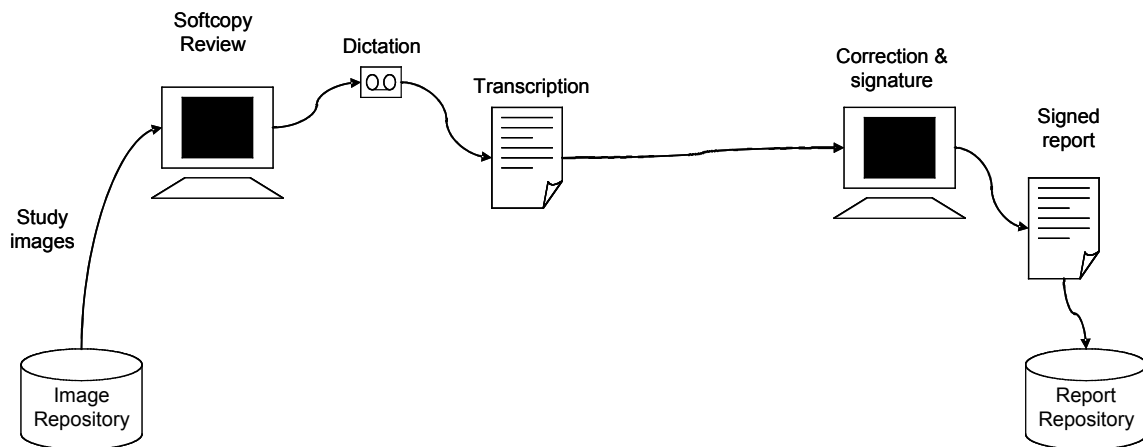 Softcopy
Review
Dictation
Transcription
Correction &
signature
Signed
report
Study
images
Image
Repository
Report
Repository